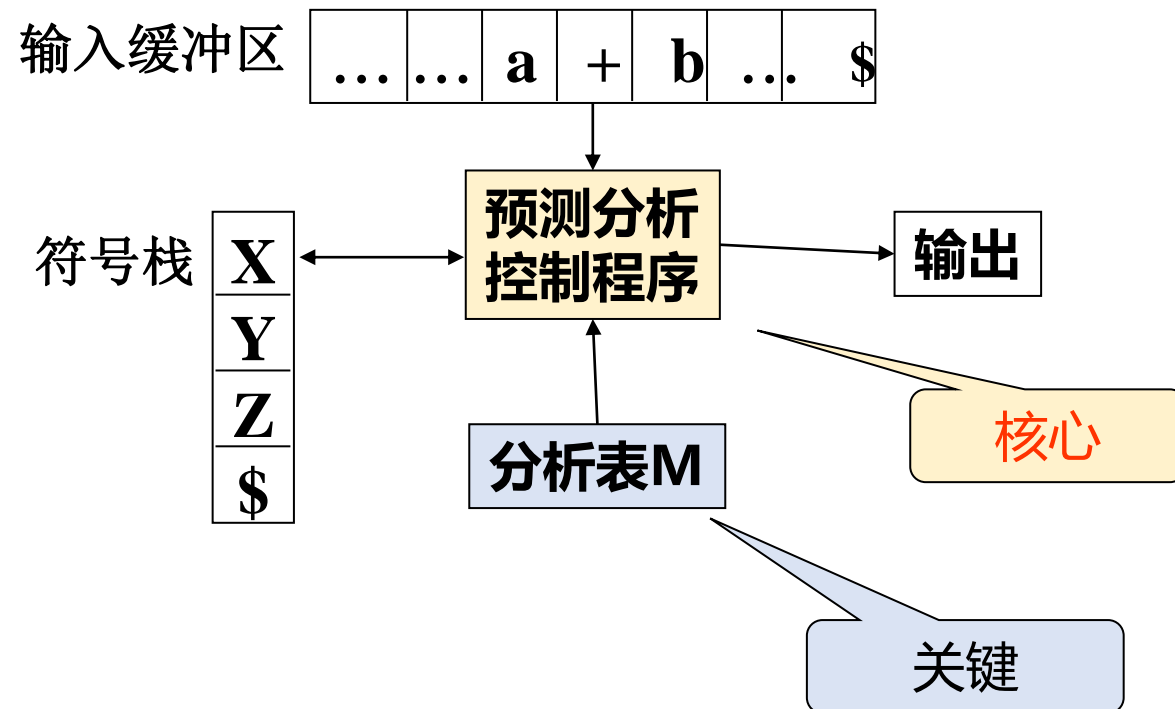 输入缓冲区
… … a + b … $
符号栈
X
Y
Z
$
预测分析
控制程序
输出
核心
分析表M
关键